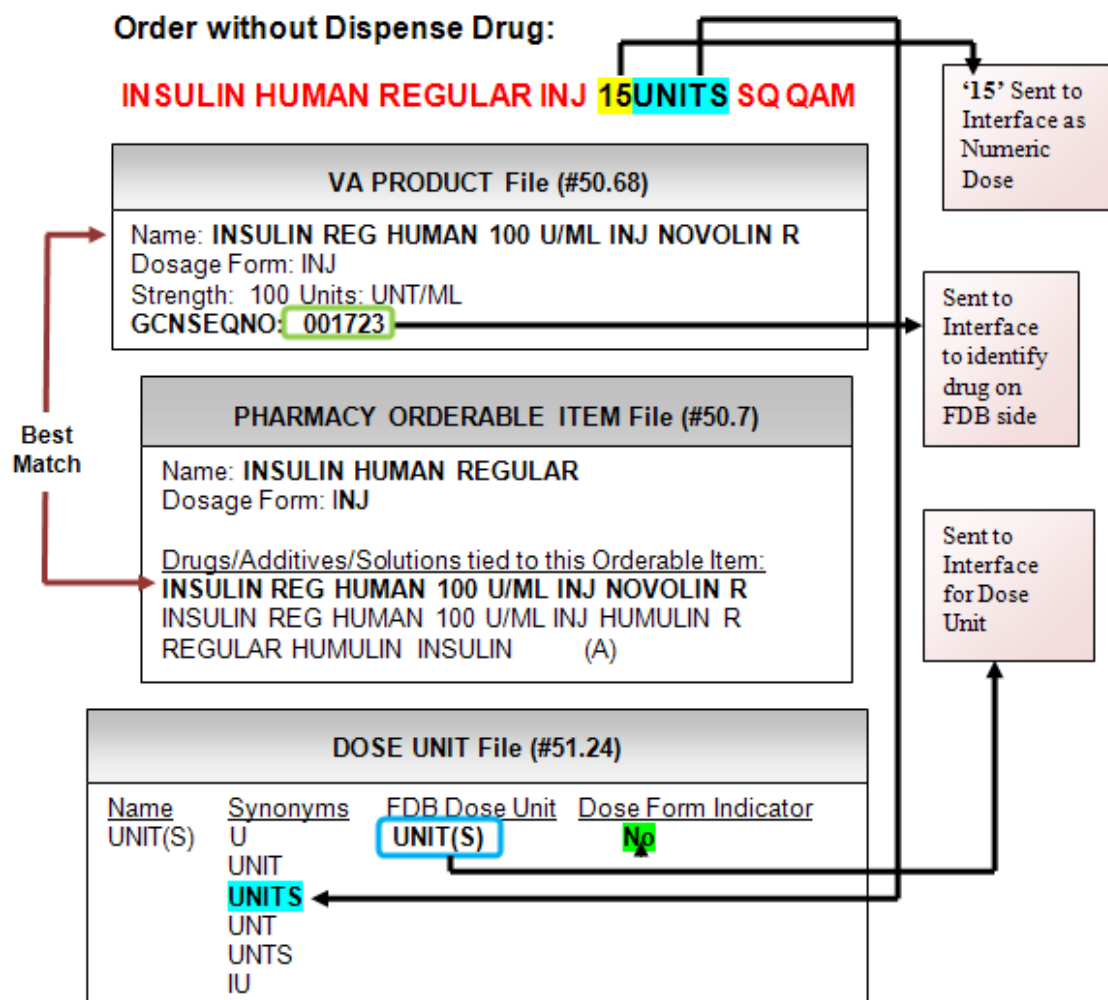 Order without Dispense Drug:
INSULIN HUMAN REGULAR INJ 15UNITS SQ QAM
'15' Sent to
Interface as
Numeric
Dose
VA PRODUCT File (#50.68)
Name: INSULIN REG HUMAN 100 U/ML INJ NOVOLIN R
Dosage Form: INJ
Strength: 100 Units: UNT/ML
GCNSEQNO: 001723
Sent to
Interface
to identify
drug on
FDB side
Best
Match
PHARMACY ORDERABLE ITEM File (#50.7)
Name: INSULIN HUMAN REGULAR
Dosage Form: INJ
Drugs/Additives/Solutions tied to this Orderable Item:
INSULIN REG HUMAN 100 U/ML INJ NOVOLIN R
INSULIN REG HUMAN 100 U/ML INJ HUMULIN R
REGULAR HUMULIN INSULIN (A)
Sent to
Interface
for Dose
Unit
DOSE UNIT File (#51.24)
Name Synonyms FDB Dose Unit Dose Form Indicator
UNIT(S) U UNIT(S) No
UNIT
UNITS
UNT
UNTS
IU